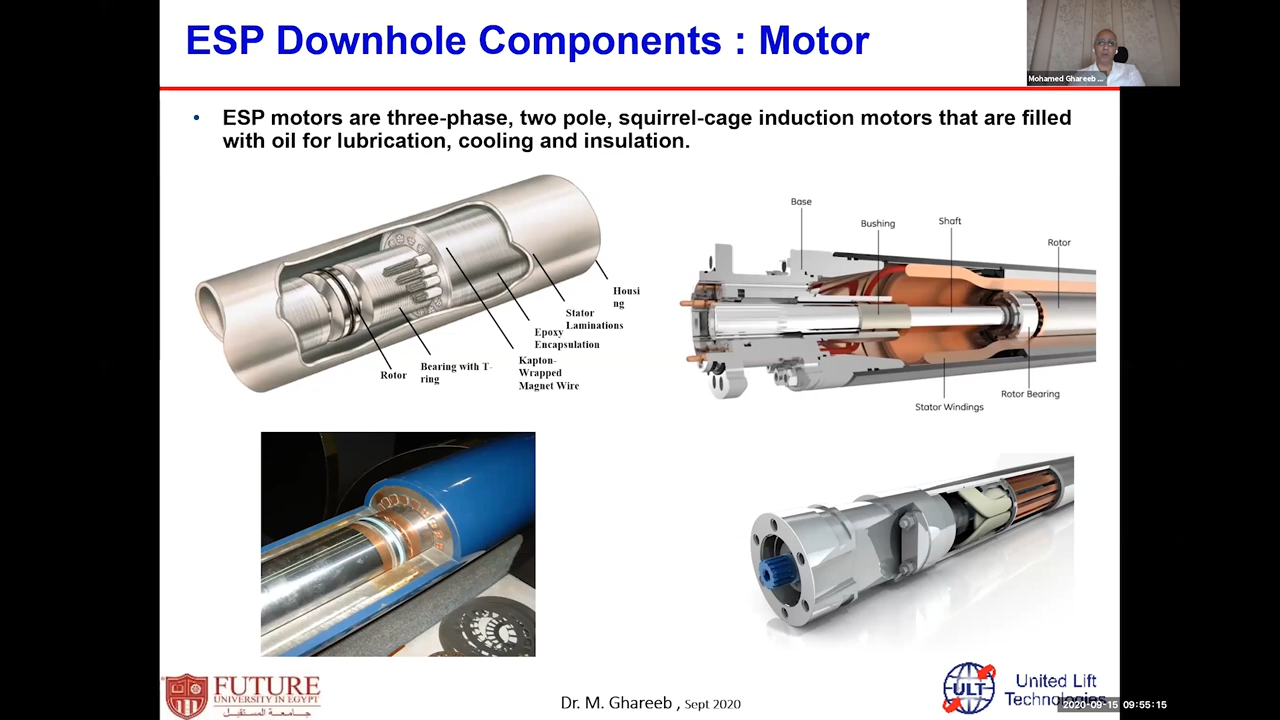 ESP Downhole Components : Motor
Mohamed Ghareeb ...
• ESP motors are three-phase, two pole, squirrel-cage induction motors that are filled
with oil for lubrication, cooling and insulation.
Housi
ng
Stator
Laminations
Epoxy
Encapsulation
Kapton-
Wrapped
Magnet Wire
Bearing with T-
ring
Rotor
Base
Bushing
Shaft
Rotor
Rotor Bearing
Stator Windings
FUTURE
UNIVERSITY IN EGYPT
جامعة المستقبل
Dr. M. Ghareeb , Sept 2020
ULT
United Lift
Technologies
2020-09-15 09:55:15